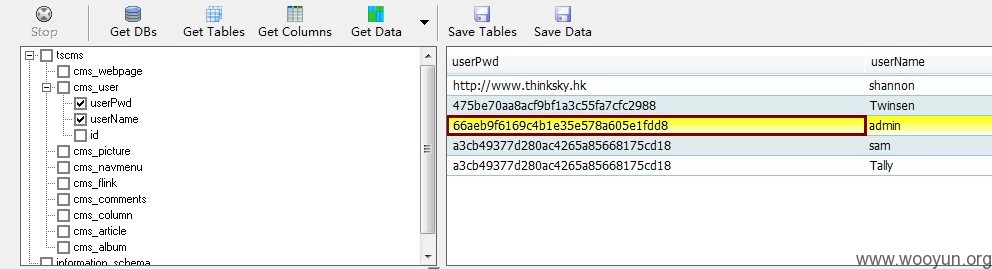 Stop Get DBs Get Tables Get Columns Get Data Save Tables Save Data
tscms
cms_webpage
cms_user
userPwd
userName
id
cms_picture
cms_navmenu
cms_flink
cms_comments
cms_column
cms_article
cms_album
information_schema
userPwd userName
http://www.thinksky.hk shannon
475be70aa8acf9bf1a3c55fa7cfc2988 Twinsen
66aeb9f6169c4b1e35e578a605e1fdd8 admin
a3cb49377d280ac4265a85668175cd18 sam
a3cb49377d280ac4265a85668175cd18 Tally
www.wooyun.org